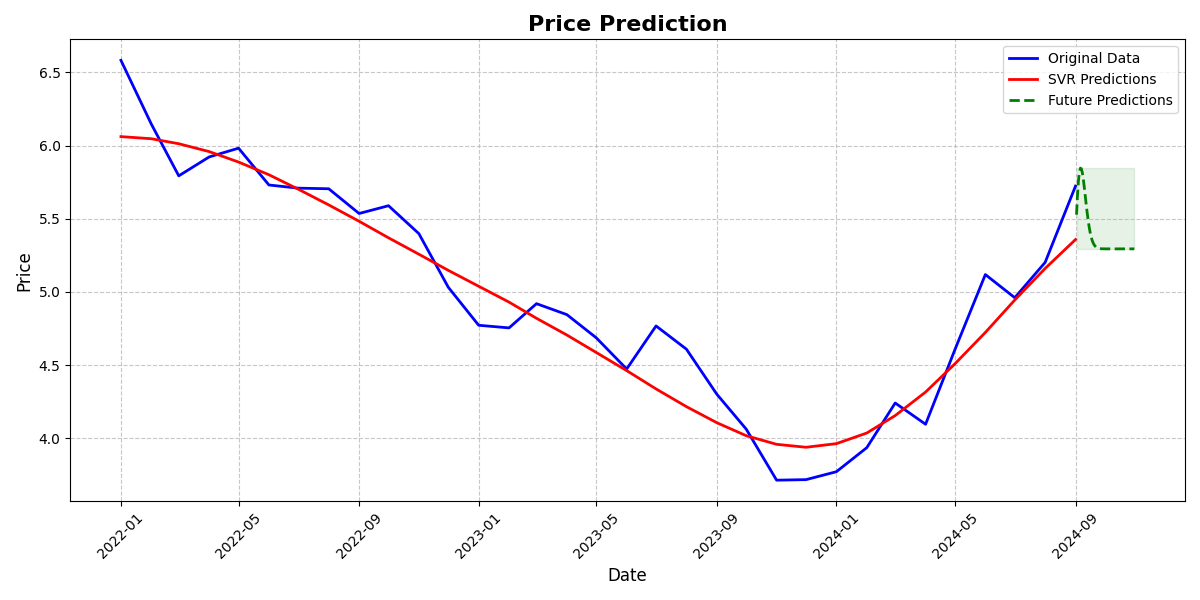 Price Prediction
Original Data
SVR Predictions
Future Predictions
Price
6.5
6.0
5.5
5.0
4.5
4.0
2022-01
2022-05
2022-09
2023-01
2023-05
2023-09
2024-01
2024-05
2024-09
Date